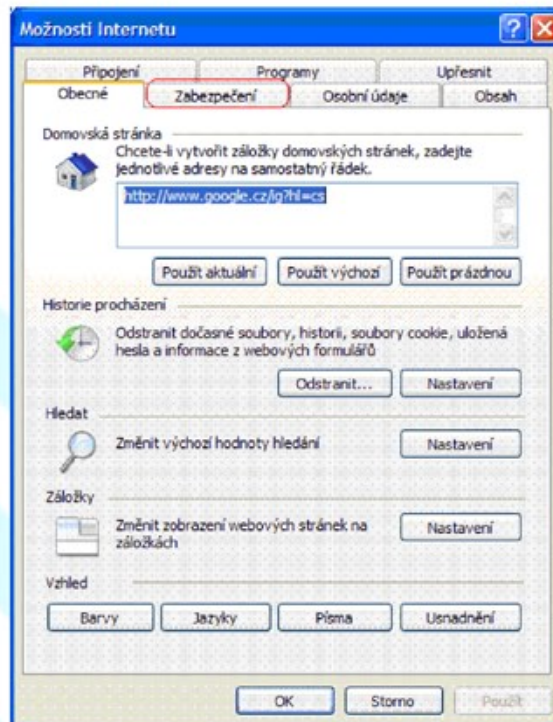 Možnosti Internetu
Připojení Programy Upřesnit
Obecné Zabezpečení Osobní údaje Obsah
Domovská stránka
Chcete-li vytvořit záložky domovských stránek, zadejte
jednotlivé adresy na samostatný řádek.
http://www.google.cz/ig?hl=cs
Použít aktuální Použít výchozí Použít prázdnou
Historie procházení
Odstranit dočasné soubory, historii, soubory cookie, uložená
hesla a informace z webových formulářů
Odstranit... Nastavení
Hledat
Změnit výchozí hodnoty hledání Nastavení
Záložky
Změnit zobrazení webových stránek na
záložkách
Nastavení
Vzhled
Barvy Jazyky Písma Usnadnění
OK Storno Použít